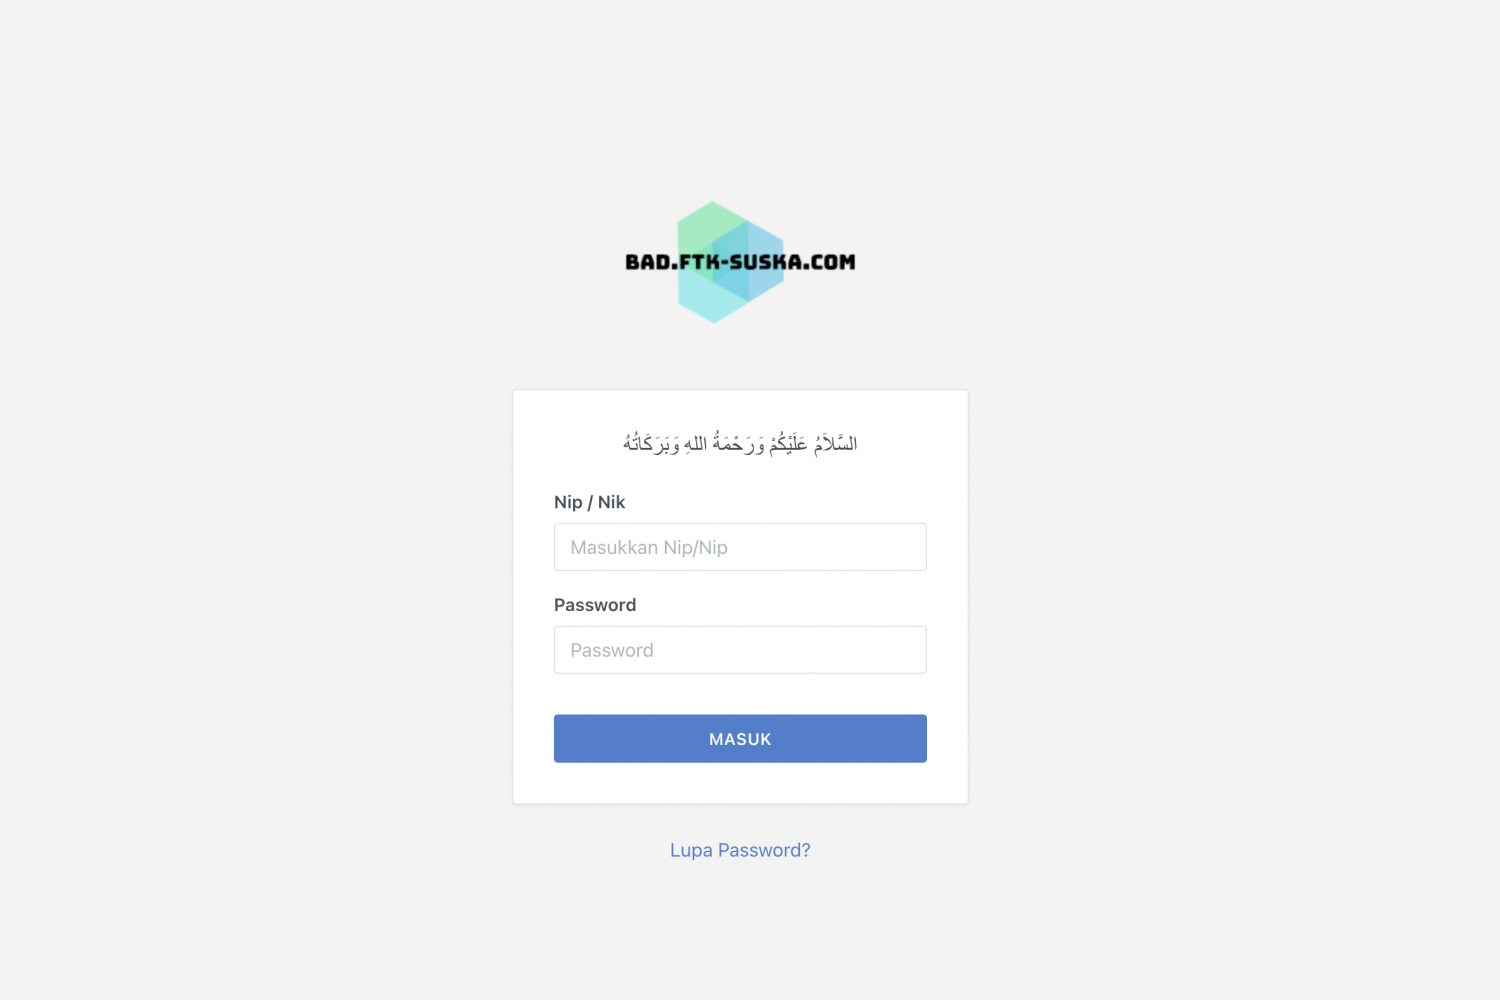 BAD.FTK-SUSKA.COM
السَّلاَمُ عَلَيْكُمْ وَرَحْمَةُ اللهِ وَبَرَكَاتُهُ
Nip / Nik
Masukkan Nip/Nip
Password
Password
MASUK
Lupa Password?